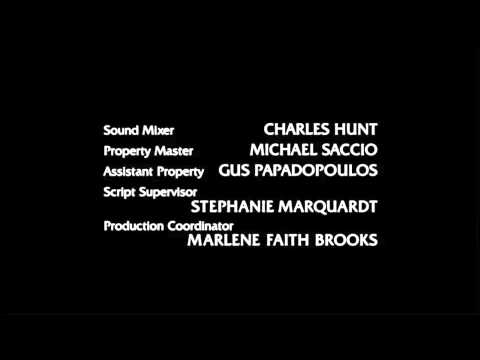 Sound Mixer CHARLES HUNT
Property Master MICHAEL SACCIO
Assistant Property GUS PAPADOPOULOS
Script Supervisor
STEPHANIE MARQUARDT
Production Coordinator
MARLENE FAITH BROOKS